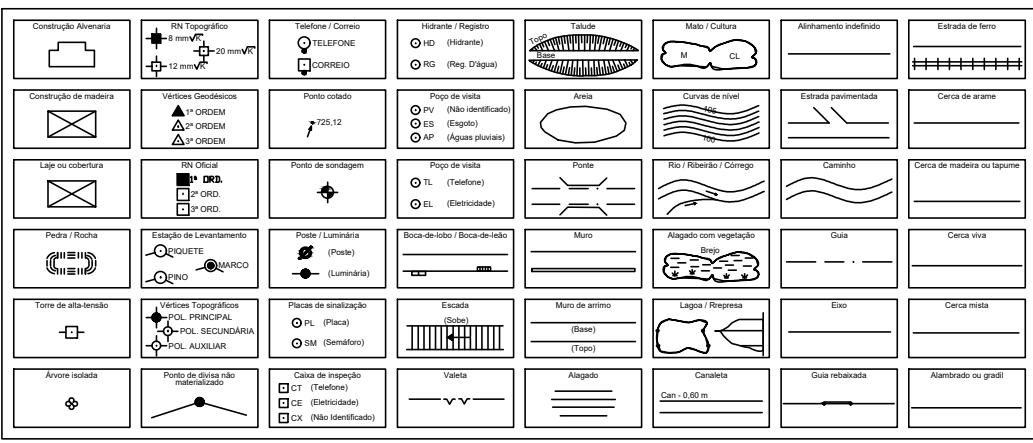 Construção Alvenaria
RN Topográfico
8 mm√K
20 mm√K
12 mm√K
Telefone / Correio
TELEFONE
CORREIO
Hidrante / Registro
HD (Hidrante)
RG (Reg. D'água)
Talude
Topo
Base
Mato / Cultura
M
CL
Alinhamento indefinido
Estrada de ferro
Construção de madeira
Vértices Geodésicos
1ª ORDEM
2ª ORDEM
3ª ORDEM
Ponto cotado
725,12
Poço de visita
PV (Não identificado)
ES (Esgoto)
AP (Águas pluviais)
Areia
Curvas de nível
105
100
Estrada pavimentada
Cerca de arame
Laje ou cobertura
RN Oficial
1ª ORD.
2ª ORD.
3ª ORD.
Ponto de sondagem
Poço de visita
TL (Telefone)
EL (Eletricidade)
Ponte
Rio / Ribeirão / Córrego
Caminho
Cerca de madeira ou tapume
Pedra / Rocha
Estação de Levantamento
PIQUETE
MARCO
PINO
Poste / Luminária
(Poste)
(Luminária)
Boca-de-lobo / Boca-de-leão
Muro
Alagado com vegetação
Brejo
Guia
Cerca viva
Torre de alta-tensão
Vértices Topográficos
POL. PRINCIPAL
POL. SECUNDÁRIA
POL. AUXILIAR
Placas de sinalização
PL (Placa)
SM (Semáforo)
Escada
(Sobe)
Muro de arrimo
(Base)
(Topo)
Lagoa / Rrepresa
Eixo
Cerca mista
Árvore isolada
Ponto de divisa não
materializado
Caixa de inspeção
CT (Telefone)
CE (Eletricidade)
CX (Não Identificado)
Valeta
Alagado
Canaleta
Can - 0,60 m
Guia rebaixada
Alambrado ou gradil